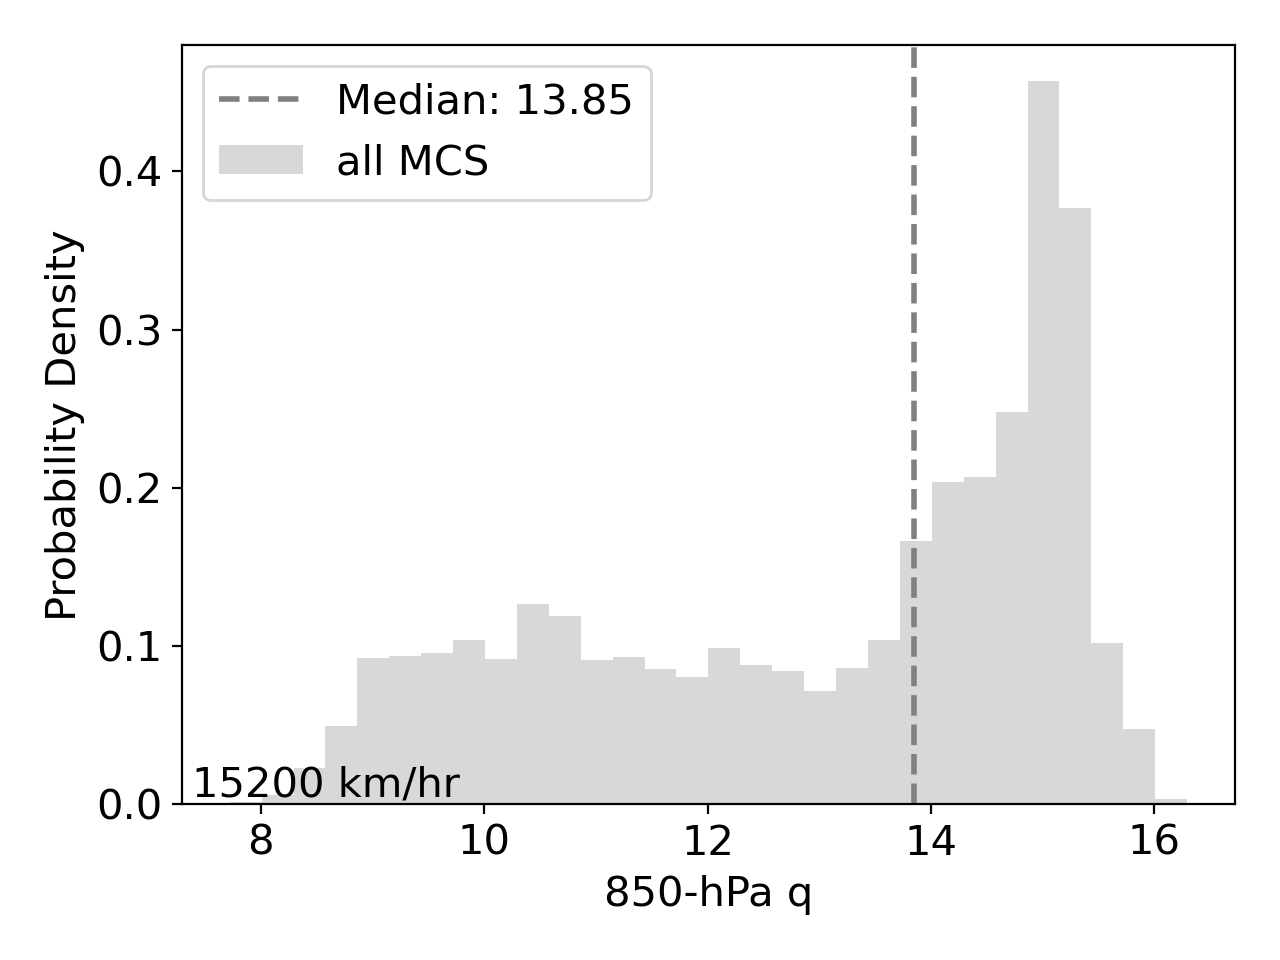 Median: 13.85
all MCS
0.4
0.3
0.2
0.1
0.0
Probability Density
15200 km/hr
8 10 12 14 16
850-hPa q